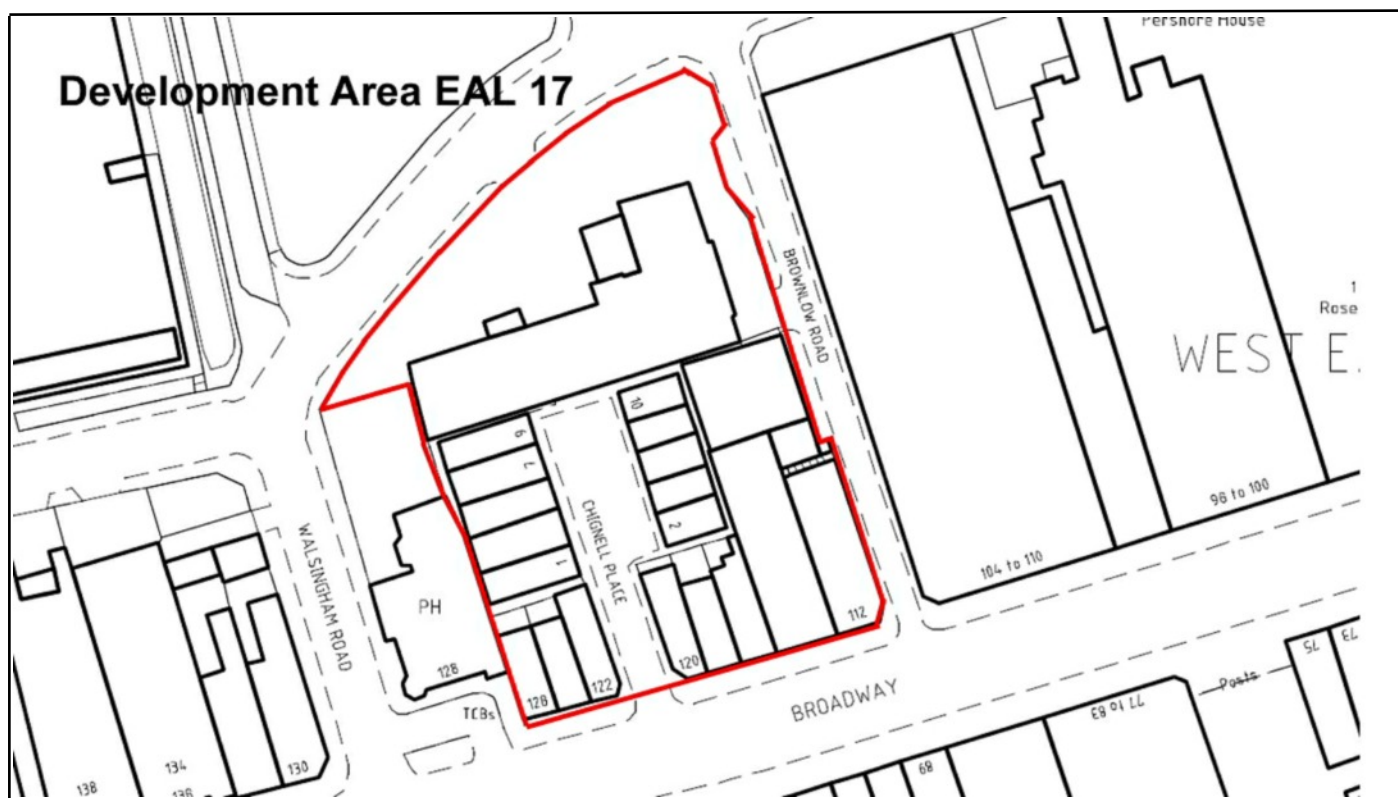 Pershore House
Development Area EAL 17
BROWNLOW ROAD
1
Rose
WEST E.
10
9
7
2
1
CHIGNELL PLACE
WALSINGHAM ROAD
PH
128
96 to 100
104 to 110
112
120
122
128
TCBs
BROADWAY
Posts
73
75
77 to 83
68
130
134
138